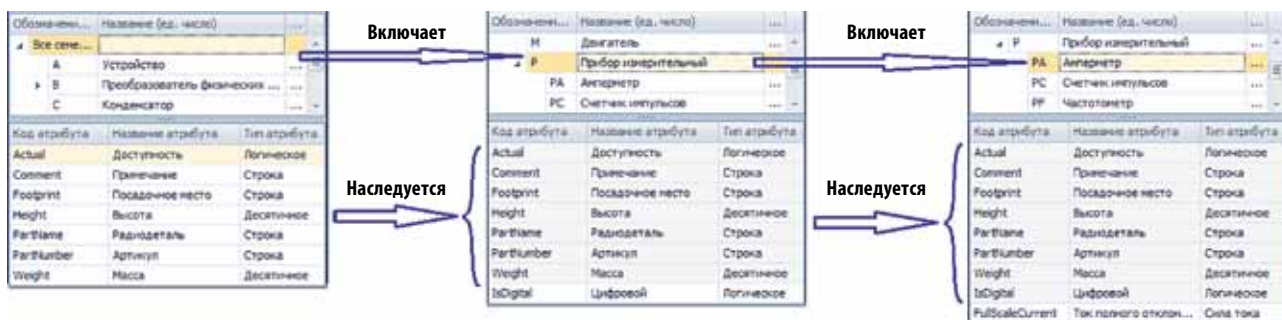 Обозначени... Название (ед. число) ...
Все семе...
A Устройство ...
B Преобразователь физических ... ...
C Конденсатор ...
Код атрибута Название атрибута Тип атрибута
Actual Доступность Логическое
Comment Примечание Строка
Footprint Посадочное место Строка
Height Высота Десятичное
PartName Радиодеталь Строка
PartNumber Артикул Строка
Weight Масса Десятичное
Включает
Наследуется
Обозначени... Название (ед. число) ...
M Двигатель ...
P Прибор измерительный ...
PA Амперметр ...
PC Счетчик импульсов ...
Код атрибута Название атрибута Тип атрибута
Actual Доступность Логическое
Comment Примечание Строка
Footprint Посадочное место Строка
Height Высота Десятичное
PartName Радиодеталь Строка
PartNumber Артикул Строка
Weight Масса Десятичное
IsDigital Цифровой Логическое
Включает
Наследуется
Обозначени... Название (ед. число) ...
P Прибор измерительный ...
PA Амперметр ...
PC Счетчик импульсов ...
PF Частотометр ...
Код атрибута Название атрибута Тип атрибута
Actual Доступность Логическое
Comment Примечание Строка
Footprint Посадочное место Строка
Height Высота Десятичное
PartName Радиодеталь Строка
PartNumber Артикул Строка
Weight Масса Десятичное
IsDigital Цифровой Логическое
FullScaleCurrent Ток полного отклон... Сила тока